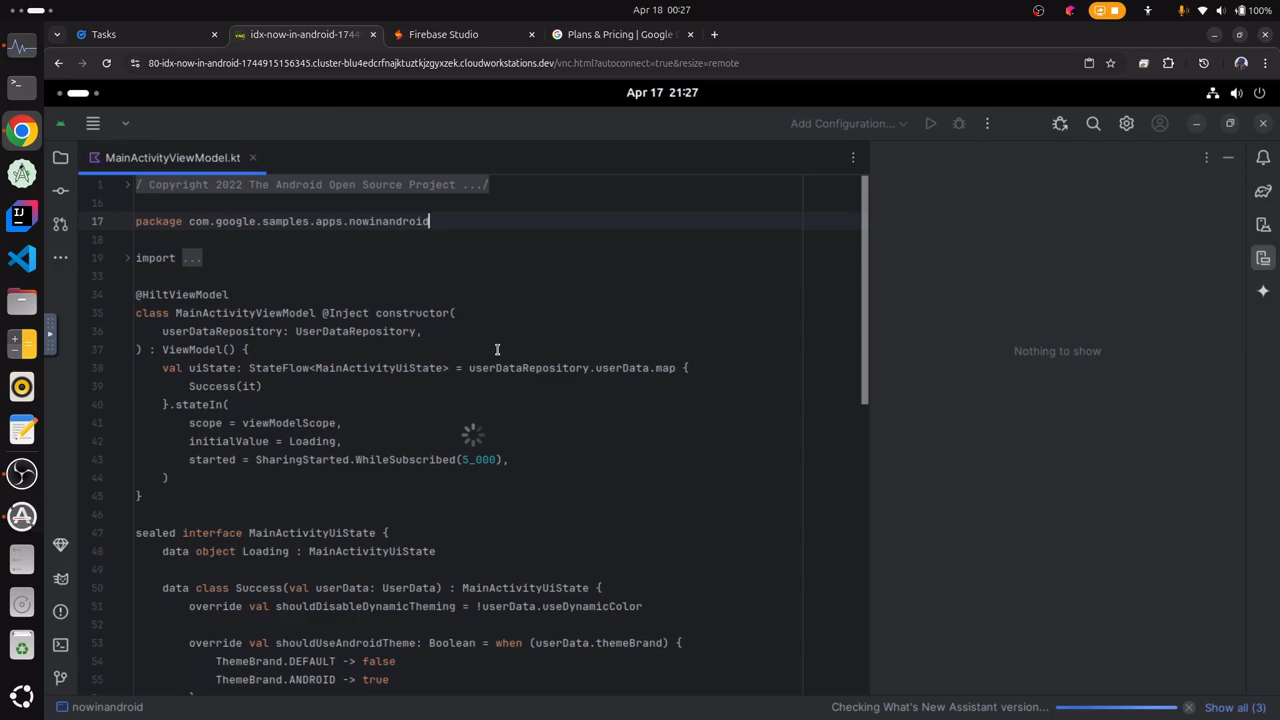 Apr 18 00:27
100%
Tasks
idx-now-in-android-1744
Firebase Studio
Plans & Pricing | Google C
80-idx-now-in-android-1744915156345.cluster-blu4edcrfnajktuztkjzgyxzek.cloudworkstations.dev/vnc.html?autoconnect=true&resize=remote
Apr 17 21:27
Add Configuration...
MainActivityViewModel.kt
1 / Copyright 2022 The Android Open Source Project .../
16
17 package com.google.samples.apps.nowinandroid
18
19 import ...
33
34 @HiltViewModel
35 class MainActivityViewModel @Inject constructor(
36 userDataRepository: UserDataRepository,
37 ) : ViewModel() {
38 val uiState: StateFlow<MainActivityUiState> = userDataRepository.userData.map {
39 Success(it)
40 }.stateIn(
41 scope = viewModelScope,
42 initialValue = Loading,
43 started = SharingStarted.WhileSubscribed(5_000),
44 )
45 }
46
47 sealed interface MainActivityUiState {
48 data object Loading : MainActivityUiState
49
50 data class Success(val userData: UserData) : MainActivityUiState {
51 override val shouldDisableDynamicTheming = !userData.useDynamicColor
52
53 override val shouldUseAndroidTheme: Boolean = when (userData.themeBrand) {
54 ThemeBrand.DEFAULT -> false
55 ThemeBrand.ANDROID -> true
Nothing to show
nowinandroid
Checking What's New Assistant version...
Show all (3)